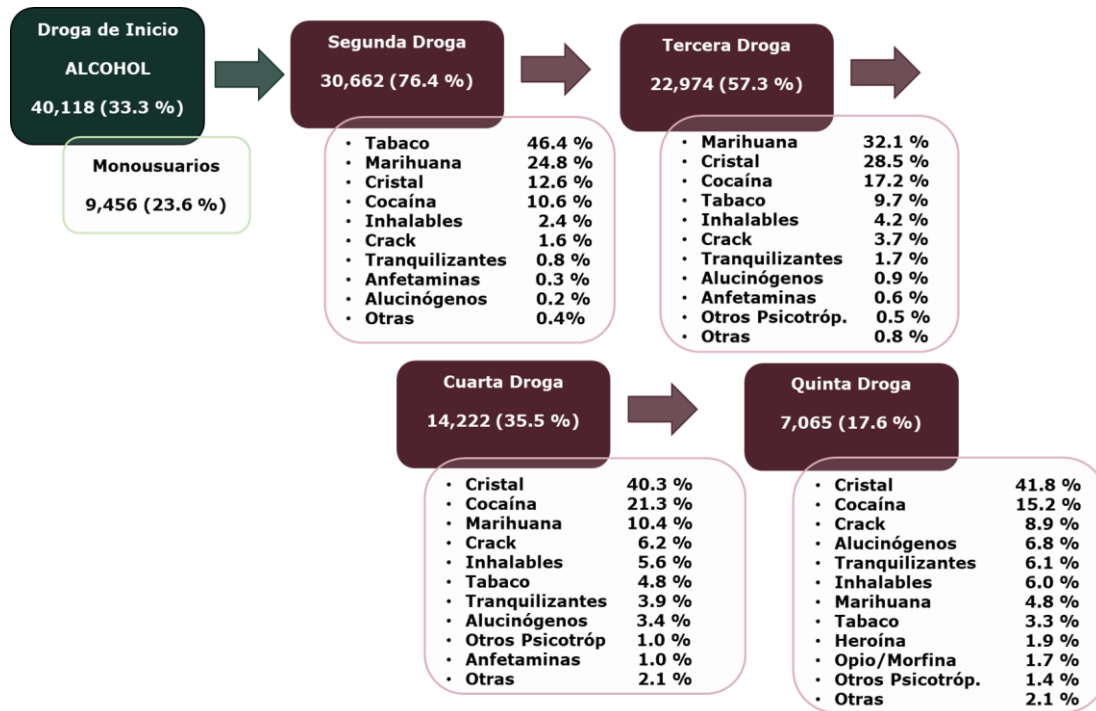 Droga de Inicio
ALCOHOL
40,118 (33.3 %)
Monousuarios
9,456 (23.6 %)
Segunda Droga
30,662 (76.4 %)
• Tabaco 46.4 %
• Marihuana 24.8 %
• Cristal 12.6 %
• Cocaína 10.6 %
• Inhalables 2.4 %
• Crack 1.6 %
• Tranquilizantes 0.8 %
• Anfetaminas 0.3 %
• Alucinógenos 0.2 %
• Otras 0.4%
Tercera Droga
22,974 (57.3 %)
• Marihuana 32.1 %
• Cristal 28.5 %
• Cocaína 17.2 %
• Tabaco 9.7 %
• Inhalables 4.2 %
• Crack 3.7 %
• Tranquilizantes 1.7 %
• Alucinógenos 0.9 %
• Anfetaminas 0.6 %
• Otros Psicotróp. 0.5 %
• Otras 0.8 %
Cuarta Droga
14,222 (35.5 %)
• Cristal 40.3 %
• Cocaína 21.3 %
• Marihuana 10.4 %
• Crack 6.2 %
• Inhalables 5.6 %
• Tabaco 4.8 %
• Tranquilizantes 3.9 %
• Alucinógenos 3.4 %
• Otros Psicotróp 1.0 %
• Anfetaminas 1.0 %
• Otras 2.1 %
Quinta Droga
7,065 (17.6 %)
• Cristal 41.8 %
• Cocaína 15.2 %
• Crack 8.9 %
• Alucinógenos 6.8 %
• Tranquilizantes 6.1 %
• Inhalables 6.0 %
• Marihuana 4.8 %
• Tabaco 3.3 %
• Heroína 1.9 %
• Opio/Morfina 1.7 %
• Otros Psicotróp. 1.4 %
• Otras 2.1 %